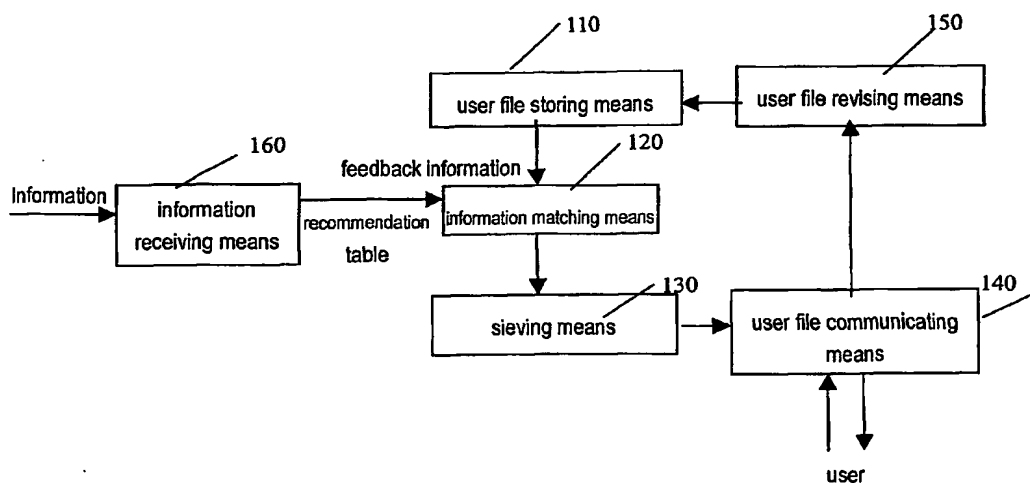 110
150
user file storing means
user file revising means
160
feedback information
120
Information
information
receiving means
recommendation
table
information matching means
130
140
sieving means
user file communicating
means
user